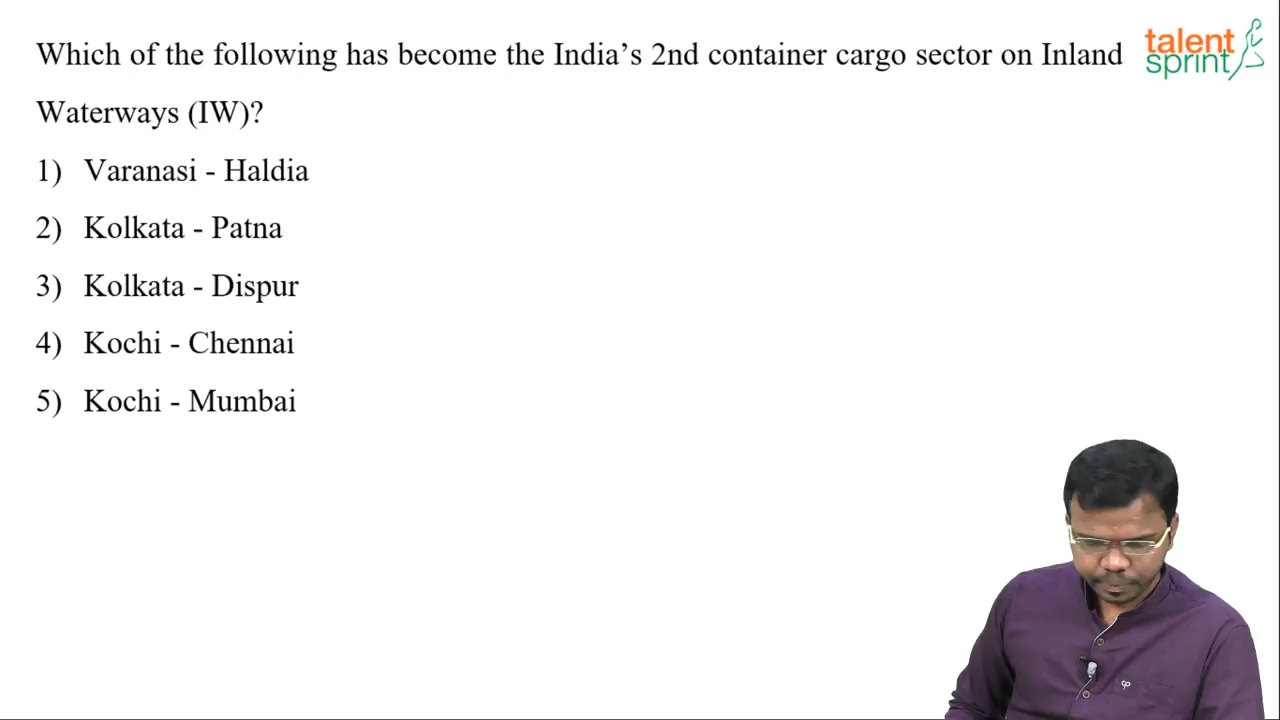 Which of the following has become the India's 2nd container cargo sector on Inland
Waterways (IW)?
1) Varanasi - Haldia
2) Kolkata - Patna
3) Kolkata - Dispur
4) Kochi - Chennai
5) Kochi - Mumbai
talent
sprint